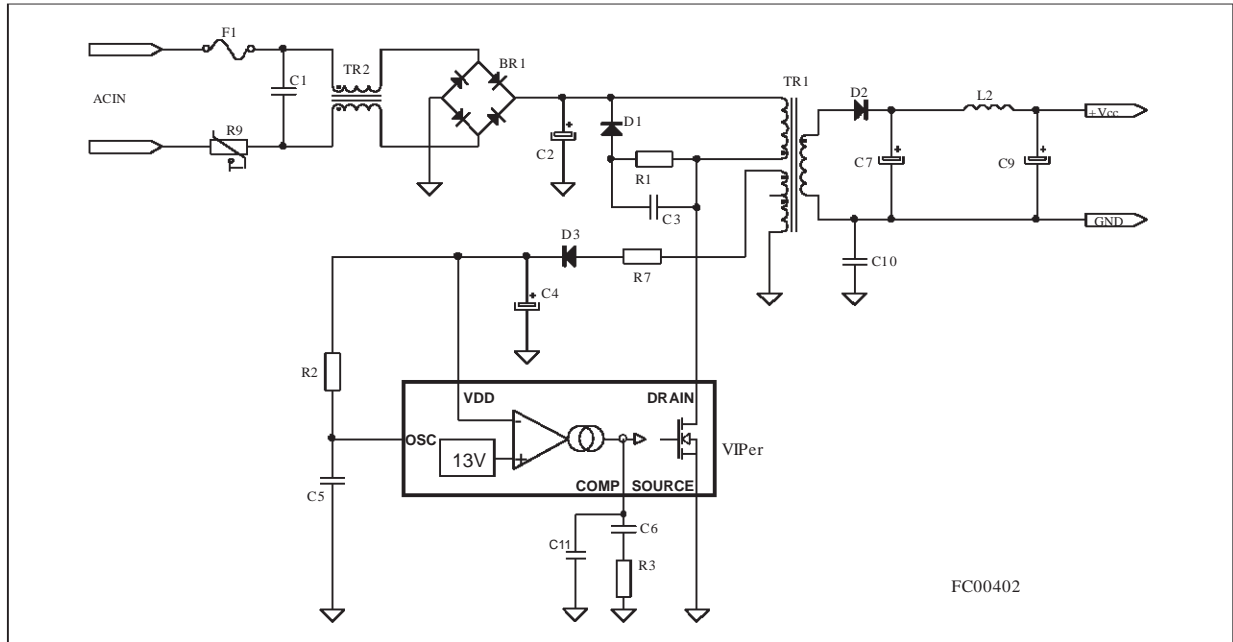 F1
BR1
TR2
TR1
C1
ACIN
D2
L2
+Vcc
R9
D1
C2
R1
C7
C9
C3
GND
D3
R7
C10
C4
R2
VDD
DRAIN
OSC
-
13V
+
VIPer
COMP SOURCE
C5
C6
C11
R3
FC00402